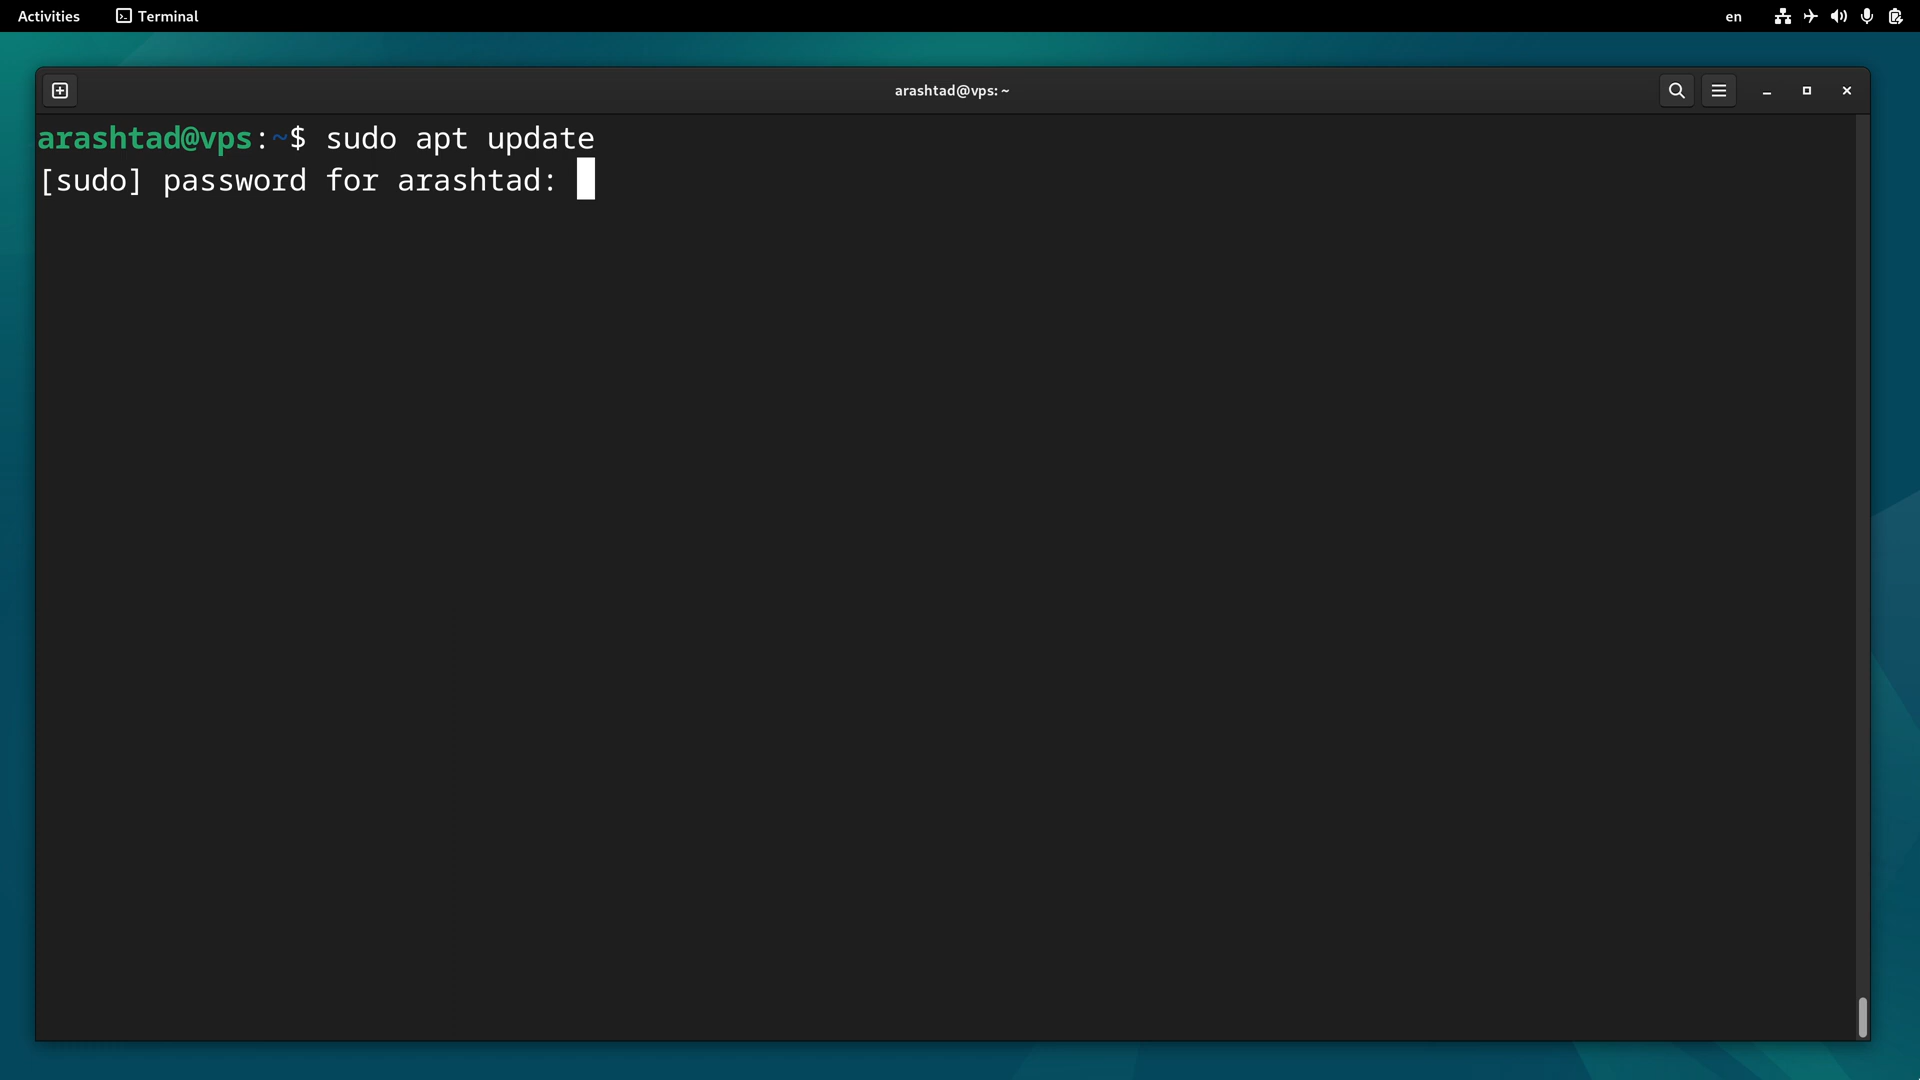 Activities Terminal en
arashtad@vps: ~
arashtad@vps:~$ sudo apt update
[sudo] password for arashtad: